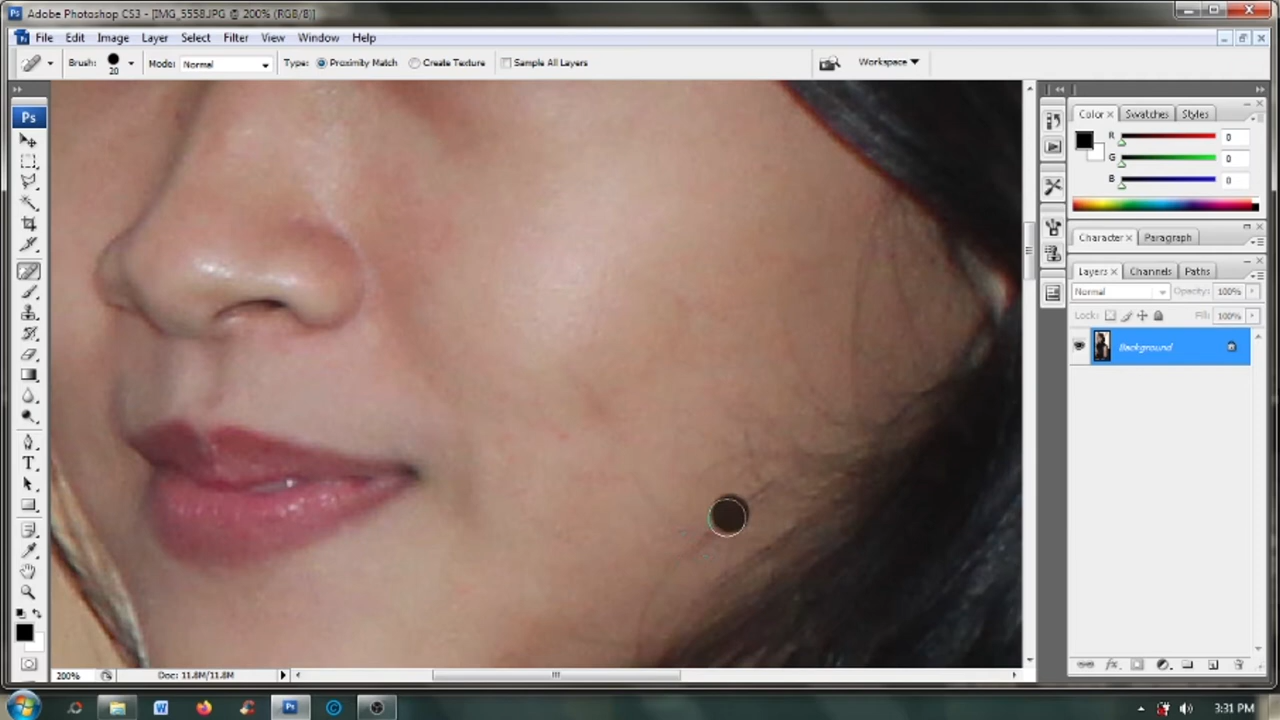 Ps Adobe Photoshop CS3 - [IMG_5558.JPG @ 200% (RGB/8)]
File Edit Image Layer Select Filter View Window Help
Brush: 20 Mode: Normal Type: Proximity Match Create Texture Sample All Layers Workspace
Ps
Color Swatches Styles
R 0
G 0
B 0
Character Paragraph
Layers Channels Paths
Normal Opacity: 100%
Lock: Fill: 100%
Background
T
200% Doc: 11.8M/11.8M
W Ps 3:31 PM